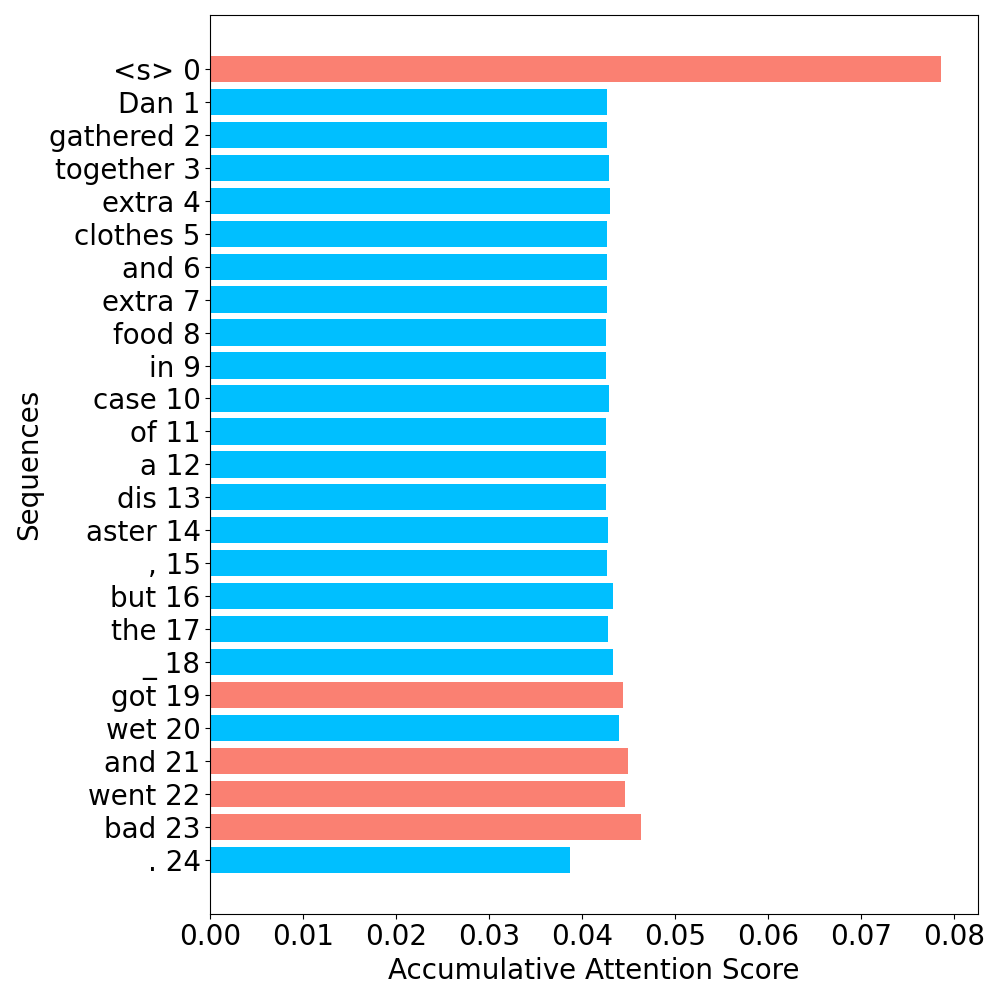 <s> 0
Dan 1
gathered 2
together 3
extra 4
clothes 5
and 6
extra 7
food 8
in 9
case 10
of 11
a 12
dis 13
aster 14
, 15
but 16
the 17
_ 18
got 19
wet 20
and 21
went 22
bad 23
. 24
Sequences
0.00 0.01 0.02 0.03 0.04 0.05 0.06 0.07 0.08
Accumulative Attention Score